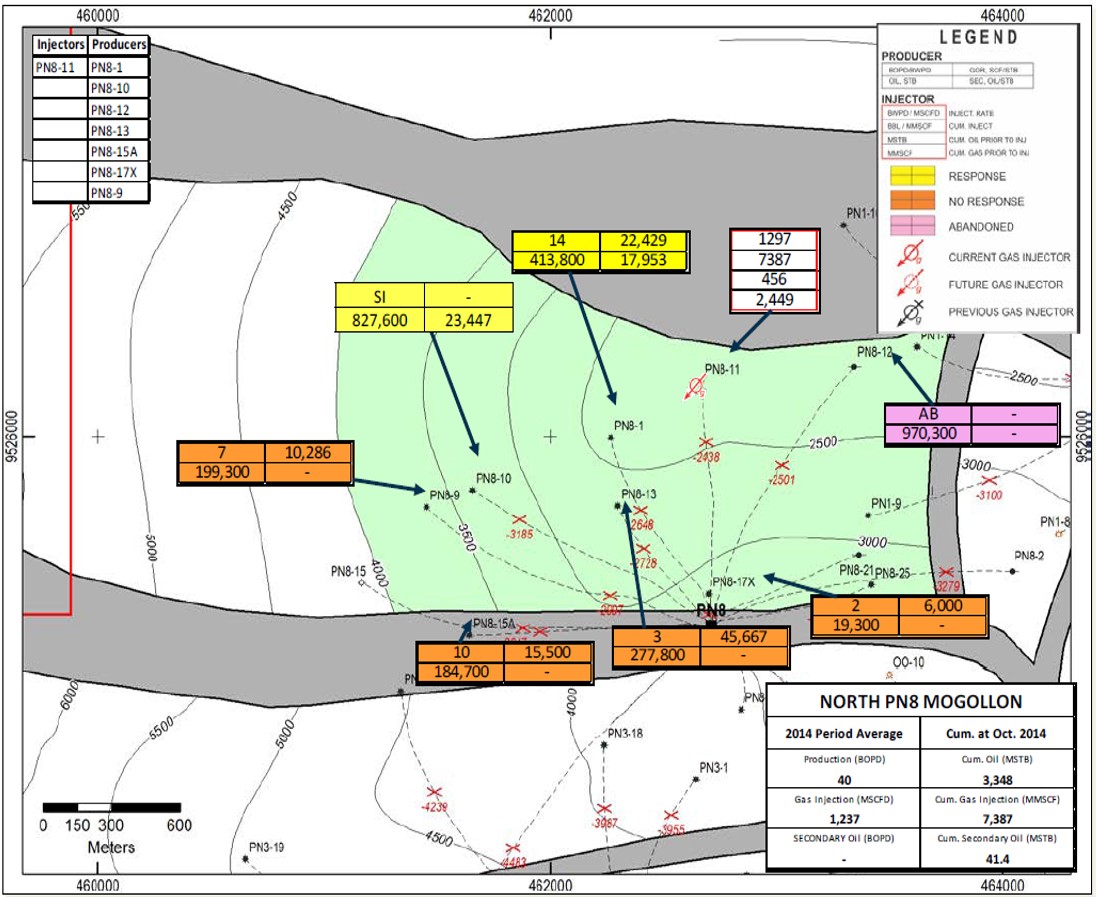 460000
462000
464000
Injectors Producers
PN8-11 PN8-1
PN8-10
PN8-12
PN8-13
PN8-15A
PN8-17X
PN8-9
LEGEND
PRODUCER
BOPD/BWPD GOR, SCF/STB
OIL, STB SEC, OIL/STB
INJECTOR
BWPD / MSCFD INJECT. RATE
BBL / MMSCF CUM. INJECT
MSTB CUM. OIL PRIOR TO INJ
MMSCF CUM. GAS PRIOR TO INJ
RESPONSE
NO RESPONSE
ABANDONED
CURRENT GAS INJECTOR
FUTURE GAS INJECTOR
PREVIOUS GAS INJECTOR
4500
14 22,429
413,800 17,953
1297
7387
456
2,449
SI -
827,600 23,447
PN8-12
PN8-11
2500
AB -
970,300 -
9526000
9526000
PN8-1
2500
-2438
-2501
3000
-3100
7 10,286
199,300 -
PN8-10
PN8-9
PN8-13
-2648
PN1-9
PN1-8
-3185
3500
5000
3000
PN8-15
4000
PN8-17X
PN8-21
PN8-25
PN8-2
-3279
PN8
2 6,000
19,300 -
PN8-15A
10 15,500
184,700 -
3 45,667
277,800 -
OO-10
6000
5500
5000
4000
PN3-18
PN3-1
-4239
-3987
-3955
4500
-4483
PN3-19
0 150 300 600
Meters
NORTH PN8 MOGOLLON
2014 Period Average Cum. at Oct. 2014
Production (BOPD) Cum. Oil (MSTB)
40 3,348
Gas Injection (MSCFD) Cum. Gas Injection (MMSCF)
1,237 7,387
SECONDARY Oil (BOPD) Cum. Secondary Oil (MSTB)
- 41.4
460000
462000
464000